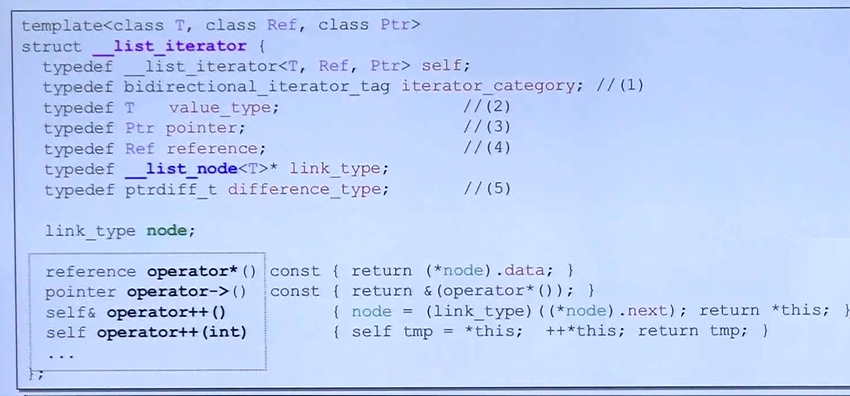 template<class T, class Ref, class Ptr>
struct __list_iterator {
typedef __list_iterator<T, Ref, Ptr> self;
typedef bidirectional_iterator_tag iterator_category; //(1)
typedef T value_type; //(2)
typedef Ptr pointer; //(3)
typedef Ref reference; //(4)
typedef __list_node<T>* link_type;
typedef ptrdiff_t difference_type; //(5)
link_type node;
reference operator*() const { return (*node).data; }
pointer operator->() const { return &(operator*()); }
self& operator++() { node = (link_type)((*node).next); return *this; }
self operator++(int) { self tmp = *this; ++*this; return tmp; }
...
};